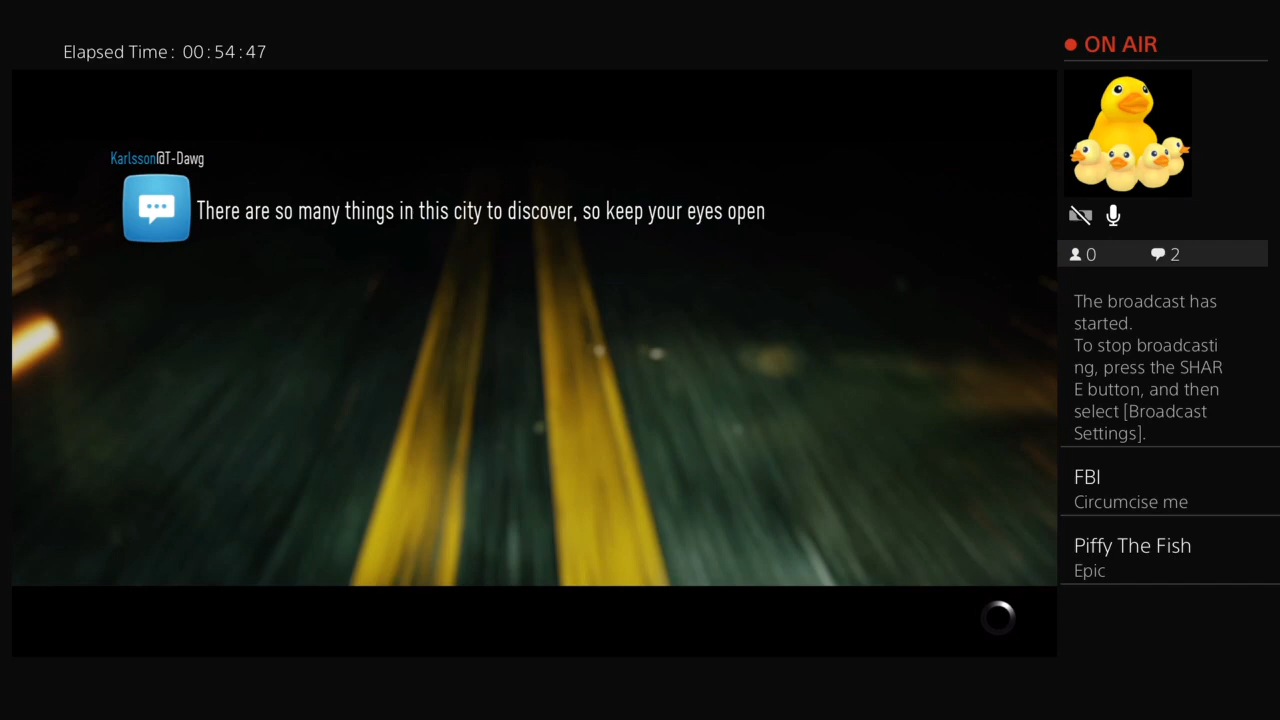 Elapsed Time: 00:54:47
ON AIR
Karlsson@T-Dawg
There are so many things in this city to discover, so keep your eyes open
0
2
The broadcast has
started.
To stop broadcasti
ng, press the SHAR
E button, and then
select [Broadcast
Settings].
FBI
Circumcise me
Piffy The Fish
Epic